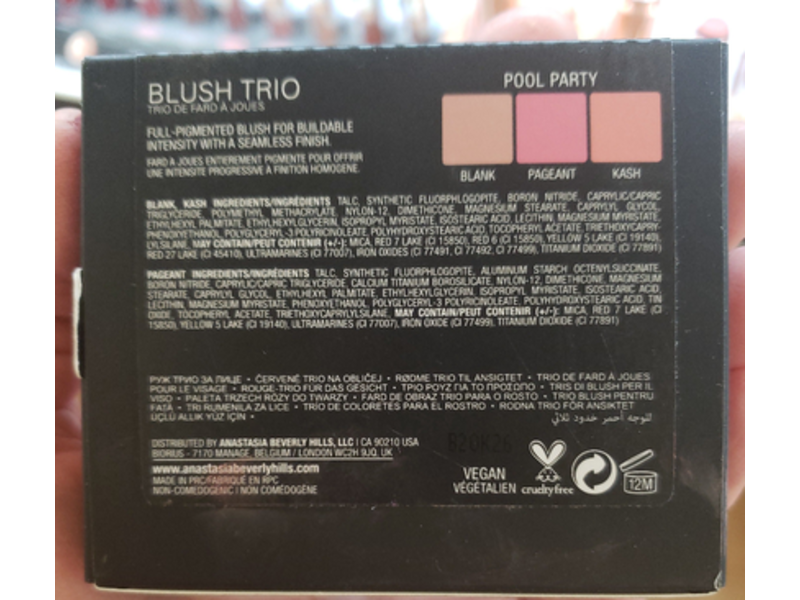 BLUSH TRIO
TRIO DE FARD À JOUES
FULL-PIGMENTED BLUSH FOR BUILDABLE
INTENSITY WITH A SEAMLESS FINISH.
FARD À JOUES ENTIEREMENT PIGMENTE POUR OFFRIR
UNE INTENSITE PROGRESSIVE A FINITION HOMOGENE.
POOL PARTY
BLANK PAGEANT KASH
BLANK, KASH INGREDIENTS/INGRÉDIENTS TALC, SYNTHETIC FLUORPHLOGOPITE, BORON NITRIDE, CAPRYLIC/CAPRIC
TRIGLYCERIDE, POLYMETHYL METHACRYLATE, NYLON-12, DIMETHICONE, MAGNESIUM STEARATE, CAPRYLYL GLYCOL,
ETHYLHEXYL PALMITATE, ETHYLHEXYLGLYCERIN, ISOPROPYL MYRISTATE, ISOSTEARIC ACID, LECITHIN, MAGNESIUM MYRISTATE,
PHENOXYETHANOL, POLYGLYCERYL-3 POLYRICINOLEATE, POLYHYDROXYSTEARIC ACID, TOCOPHERYL ACETATE, TRIETHOXYCAPRY-
LYLSILANE, MAY CONTAIN/PEUT CONTENIR (+/-): MICA, RED 7 LAKE (CI 15850), RED 6 (CI 15850), YELLOW 5 LAKE (CI 19140),
RED 27 LAKE (CI 45410), ULTRAMARINES (CI 77007), IRON OXIDES (CI 77491, CI 77492, CI 77499), TITANIUM DIOXIDE (CI 77891)
PAGEANT INGREDIENTS/INGRÉDIENTS TALC, SYNTHETIC FLUORPHLOGOPITE, ALUMINUM STARCH OCTENYLSUCCINATE,
BORON NITRIDE, CAPRYLIC/CAPRIC TRIGLYCERIDE, CALCIUM TITANIUM BOROSILICATE, NYLON-12, DIMETHICONE, MAGNESIUM
STEARATE, CAPRYLYL GLYCOL, ETHYLHEXYL PALMITATE, ETHYLHEXYLGLYCERIN, ISOPROPYL MYRISTATE, ISOSTEARIC ACID,
LECITHIN, MAGNESIUM MYRISTATE, PHENOXYETHANOL, POLYGLYCERYL-3 POLYRICINOLEATE, POLYHYDROXYSTEARIC ACID, TIN
OXIDE, TOCOPHERYL ACETATE, TRIETHOXYCAPRYLYLSILANE, MAY CONTAIN/PEUT CONTENIR (+/-): MICA, RED 7 LAKE (CI
15850), YELLOW 5 LAKE (CI 19140), ULTRAMARINES (CI 77007), IRON OXIDE (CI 77499), TITANIUM DIOXIDE (CI 77891)
РУЖ ТРИО ЗА ЛИЦЕ • ČERVENÉ TRIO NA OBLIČEJ • RØDME TRIO TIL ANSIGTET • TRIO DE FARD À JOUES
POUR LE VISAGE • ROUGE-TRIO FÜR DAS GESICHT • ΤΡΙΟ ΡΟΥΖ ΓΙΑ ΤΟ ΠΡΟΣΩΠΟ • TRIS DI BLUSH PER IL
VISO • PALETA TRZECH RÓŻY DO TWARZY • FARD DE OBRAZ TRIO PARA O ROSTO • TRIO BLUSH PENTRU
FAȚĂ • TRI RUMENILA ZA LICE • TRIO DE COLORETES PARA EL ROSTRO • RODNA TRIO FÖR ANSIKTET
ÜÇLÜ ALLIK YÜZ İÇİN • للوجه أحمر خدود ثلاثي
DISTRIBUTED BY ANASTASIA BEVERLY HILLS, LLC | CA 90210 USA
BIORIUS - 7170 MANAGE, BELGIUM / LONDON WC2H 9JQ, UK
www.anastasiabeverlyhills.com
MADE IN PRC/FABRIQUÉ EN RPC
NON-COMEDOGENIC | NON COMÉDOGÈNE
820K26
VEGAN
VÉGÉTALIEN
crueltyfree
12M